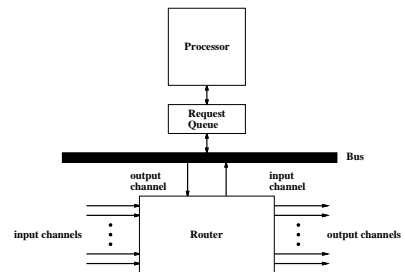 Processor
Request
Queue
Bus
output
channel
input
channel
input channels
Router
output channels